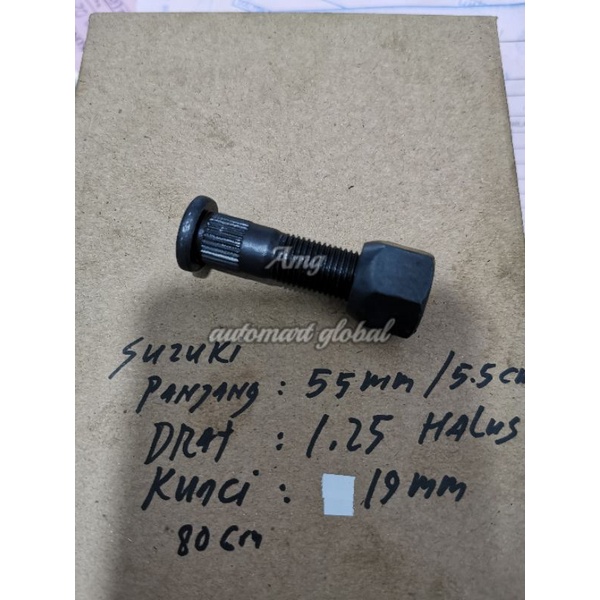 Amg
automart global
SUZUKI
PANJANG : 55mm / 5.5cm
DRAT : 1.25 HALUS
KUNCI : 19mm
80cm